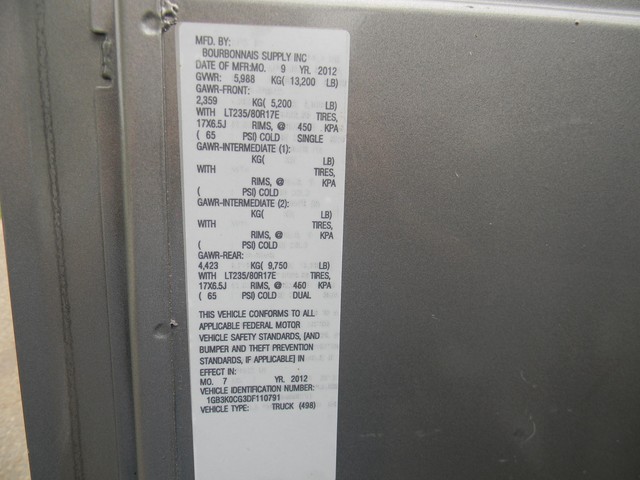 MFD. BY:
BOURBONNAIS SUPPLY INC
DATE OF MFR:MO. 9 YR. 2012
GVWR: 5,988 KG( 13,200 LB)
GAWR-FRONT:
2,359 KG( 5,200 LB)
WITH LT235/80R17E TIRES,
17X6.5J RIMS, @ 450 KPA
( 65 PSI) COLD SINGLE
GAWR-INTERMEDIATE (1):
KG( LB)
WITH TIRES,
RIMS, @ KPA
( PSI) COLD
GAWR-INTERMEDIATE (2):
KG( LB)
WITH TIRES,
RIMS, @ KPA
( PSI) COLD
GAWR-REAR:
4,423 KG( 9,750 LB)
WITH LT235/80R17E TIRES,
17X6.5J RIMS, @ 450 KPA
( 65 PSI) COLD DUAL
THIS VEHICLE CONFORMS TO ALL
APPLICABLE FEDERAL MOTOR
VEHICLE SAFETY STANDARDS, [AND
BUMPER AND THEFT PREVENTION
STANDARDS, IF APPLICABLE] IN
EFFECT IN:
MO. 7 YR. 2012
VEHICLE IDENTIFICATION NUMBER:
1GB3K0CG3DF110791
VEHICLE TYPE: TRUCK (498)